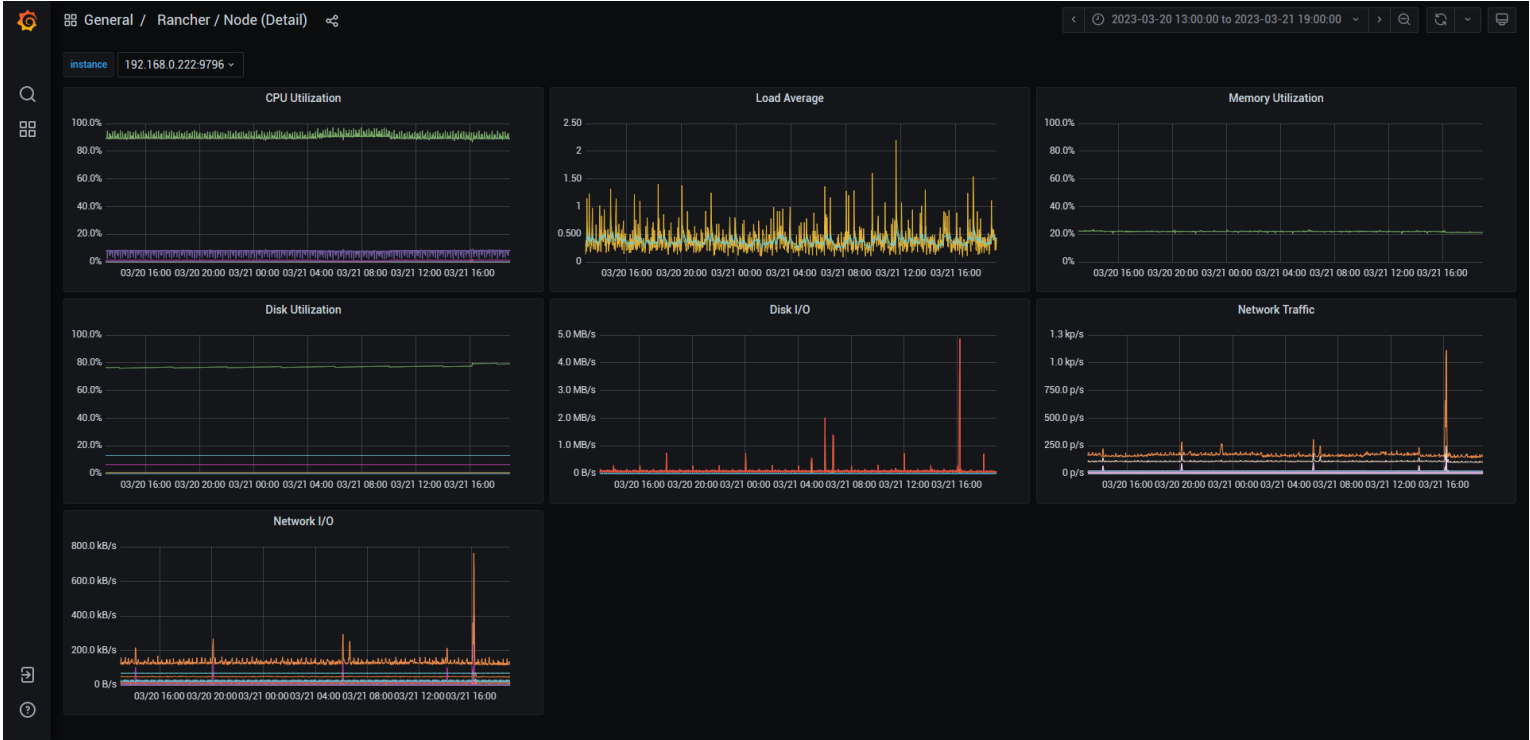 General / Rancher / Node (Detail)
2023-03-20 13:00:00 to 2023-03-21 19:00:00
instance 192.168.0.222:9796
CPU Utilization
100.0%
80.0%
60.0%
40.0%
20.0%
0%
03/20 16:00 03/20 20:00 03/21 00:00 03/21 04:00 03/21 08:00 03/21 12:00 03/21 16:00
Load Average
2.50
2
1.50
1
0.500
0
03/20 16:00 03/20 20:00 03/21 00:00 03/21 04:00 03/21 08:00 03/21 12:00 03/21 16:00
Memory Utilization
100.0%
80.0%
60.0%
40.0%
20.0%
0%
03/20 16:00 03/20 20:00 03/21 00:00 03/21 04:00 03/21 08:00 03/21 12:00 03/21 16:00
Disk Utilization
100.0%
80.0%
60.0%
40.0%
20.0%
0%
03/20 16:00 03/20 20:00 03/21 00:00 03/21 04:00 03/21 08:00 03/21 12:00 03/21 16:00
Disk I/O
5.0 MB/s
4.0 MB/s
3.0 MB/s
2.0 MB/s
1.0 MB/s
0 B/s
03/20 16:00 03/20 20:00 03/21 00:00 03/21 04:00 03/21 08:00 03/21 12:00 03/21 16:00
Network Traffic
1.3 kp/s
1.0 kp/s
750.0 p/s
500.0 p/s
250.0 p/s
0 p/s
03/20 16:00 03/20 20:00 03/21 00:00 03/21 04:00 03/21 08:00 03/21 12:00 03/21 16:00
Network I/O
800.0 kB/s
600.0 kB/s
400.0 kB/s
200.0 kB/s
0 B/s
03/20 16:00 03/20 20:00 03/21 00:00 03/21 04:00 03/21 08:00 03/21 12:00 03/21 16:00